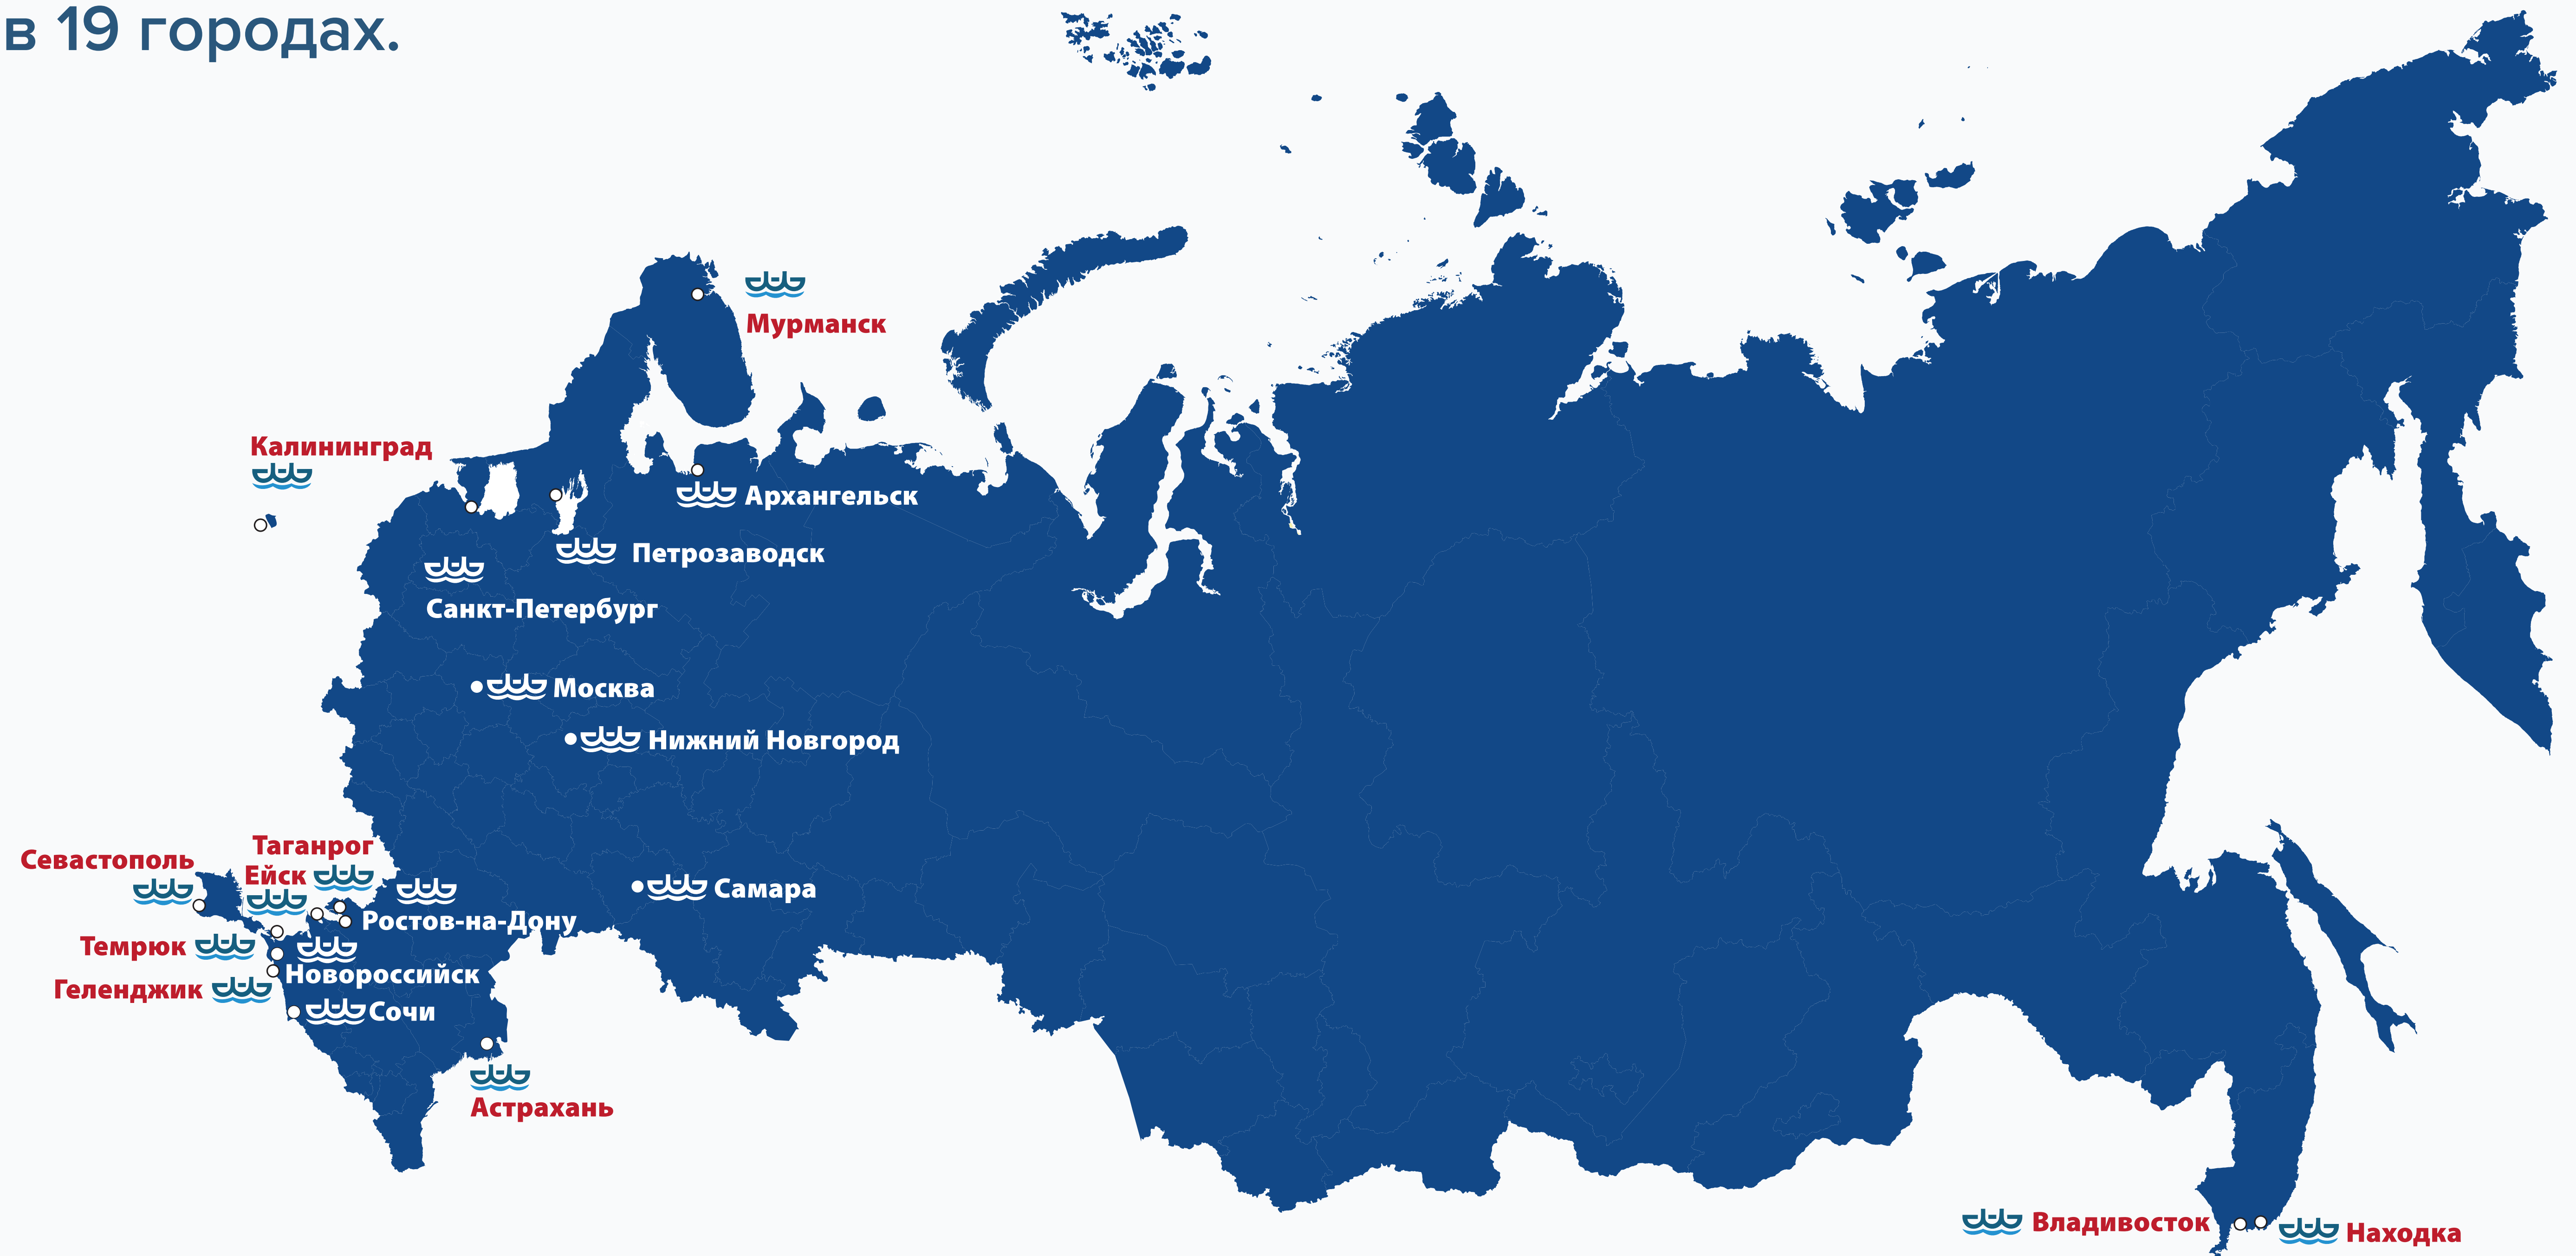 в 19 городах.
Мурманск
Калининград
Архангельск
Петрозаводск
Санкт-Петербург
Москва
Нижний Новгород
Таганрог
Севастополь
Ейск
Самара
Ростов-на-Дону
Темрюк
Новороссийск
Геленджик
Сочи
Астрахань
Владивосток
Находка